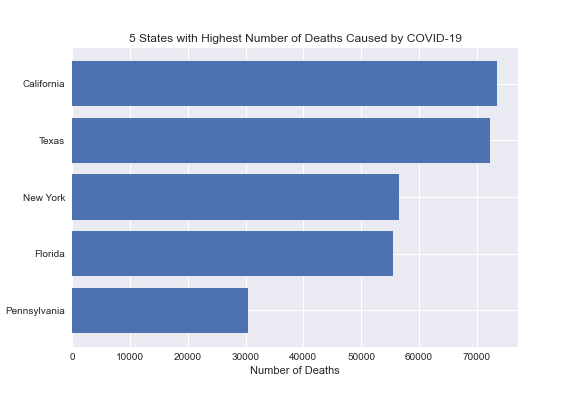 5 States with Highest Number of Deaths Caused by COVID-19
California
Texas
New York
Florida
Pennsylvania
0 10000 20000 30000 40000 50000 60000 70000
Number of Deaths